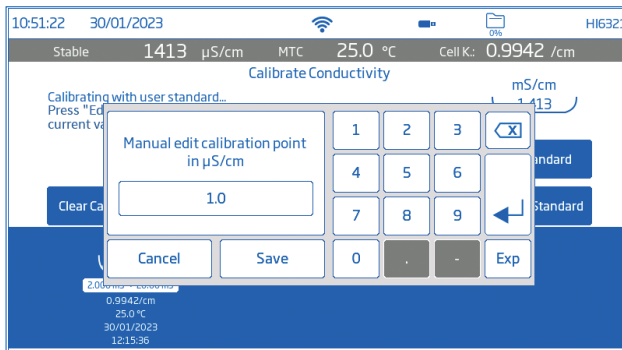 10:51:22 30/01/2023 0% HI632
Stable 1413 µS/cm MTC 25.0 °C Cell K.: 0.9942 /cm
Calibrate Conductivity
mS/cm
Calibrating with user standard...
1.413
Press "Ed
current va
Manual edit calibration point
in µS/cm
1.0
1 2 3 X
4 5 6
7 8 9
Cancel Save 0 . - Exp
andard
Clear Ca
Standard
0.9942/cm
25.0 °C
30/01/2023
12:15:36